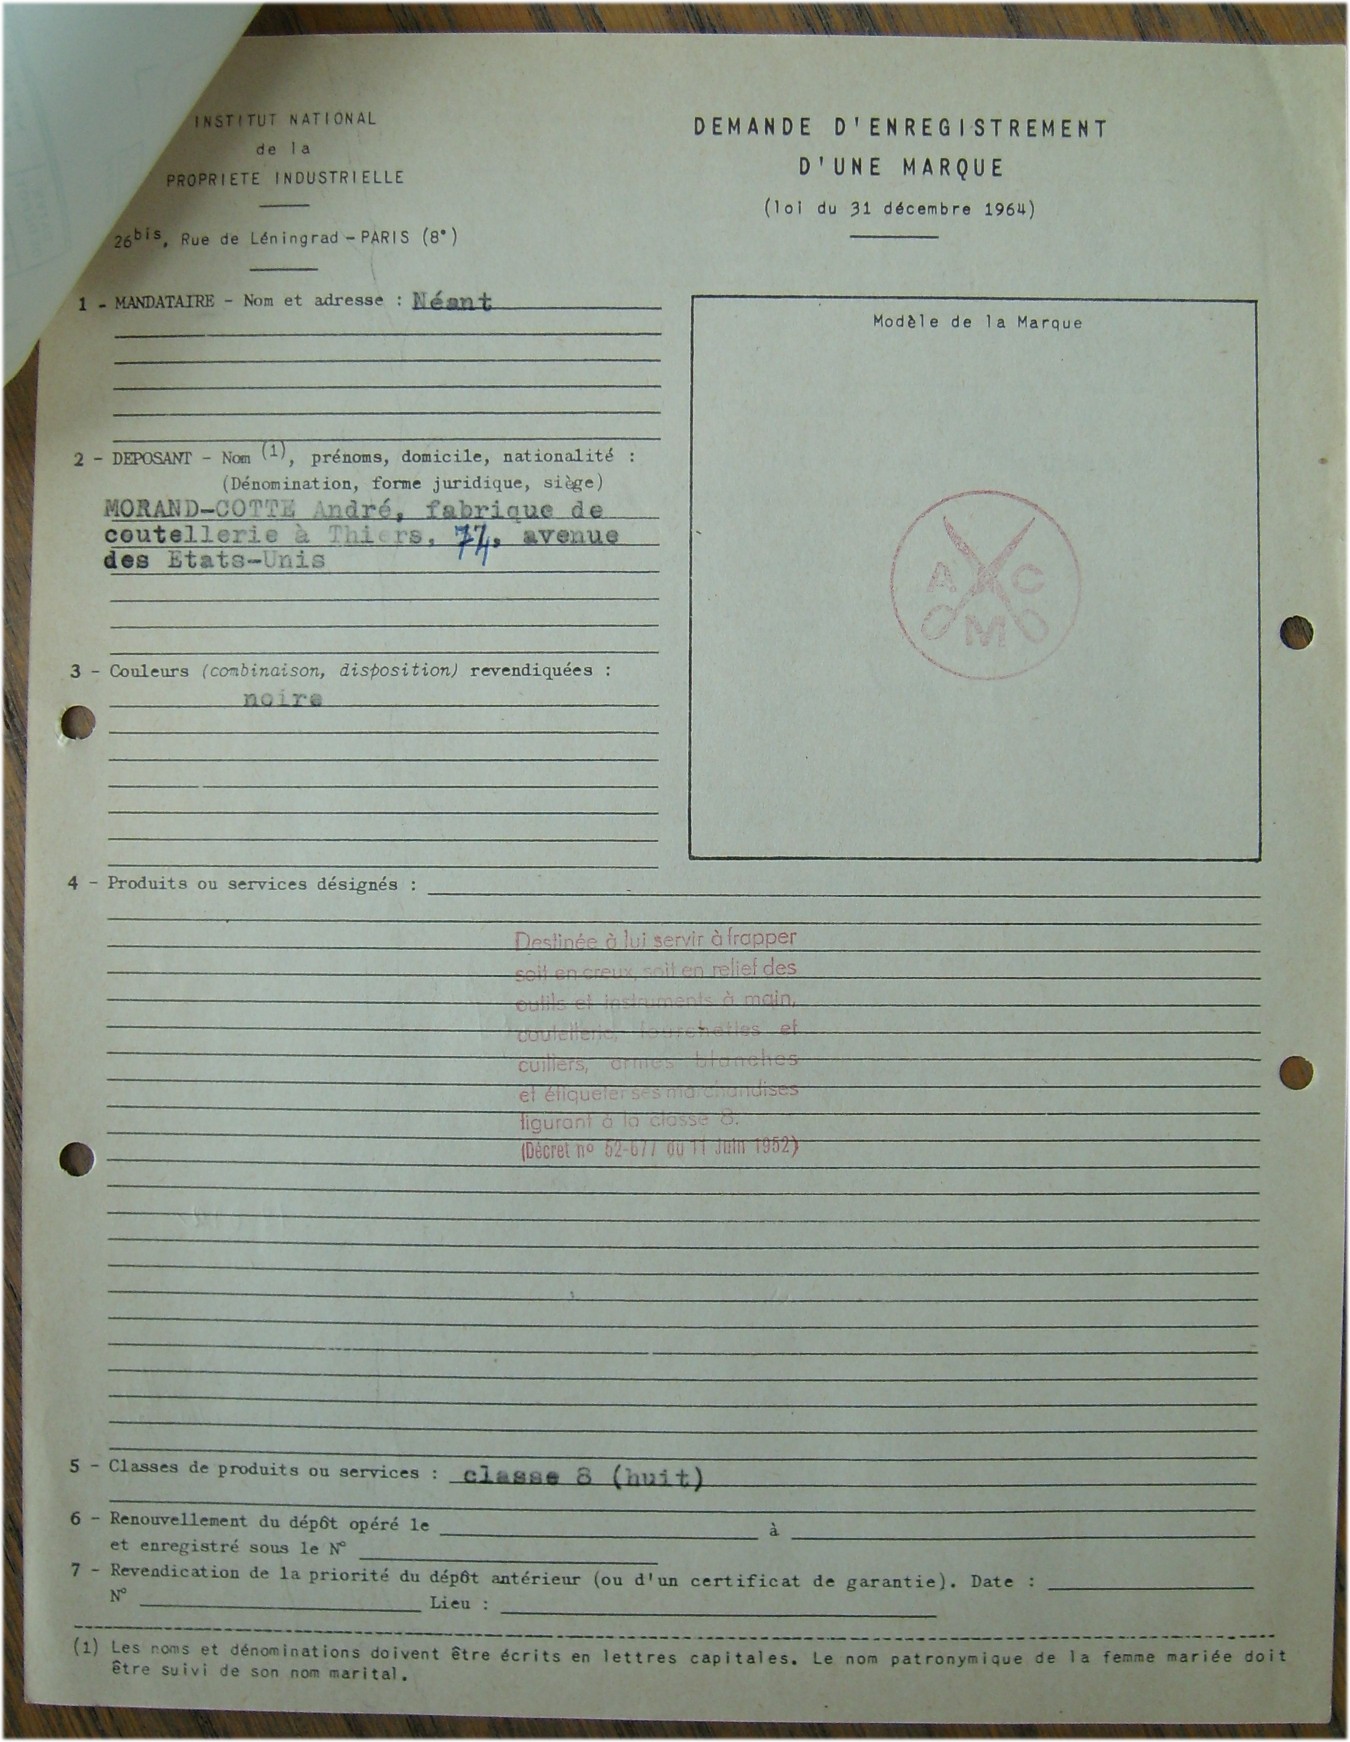 INSTITUT NATIONAL
de la
PROPRIETE INDUSTRIELLE
26bis, Rue de Léningrad - PARIS (8°)
DEMANDE D'ENREGISTREMENT
D'UNE MARQUE
(loi du 31 décembre 1964)
1 - MANDATAIRE - Nom et adresse : Néant
Modèle de la Marque
A C
M
2 - DEPOSANT - Nom (1), prénoms, domicile, nationalité :
(Dénomination, forme juridique, siège)
MORAND-COTTE André, fabrique de
coutellerie à Thiers, 74, avenue
des Etats-Unis
3 - Couleurs (combinaison, disposition) revendiquées :
noire
4 - Produits ou services désignés :
Destinée à lui servir à frapper
soit en creux, soit en relief des
outils et instruments à main,
coutellerie, fourchettes et
cuillers, armes blanches
et étiqueter ses marchandises
figurant à la classe 8.
(Décret nº 52-677 du 11 Juin 1952)
5 - Classes de produits ou services : classe 8 (huit)
6 - Renouvellement du dépôt opéré le à
et enregistré sous le N°
7 - Revendication de la priorité du dépôt antérieur (ou d'un certificat de garantie). Date :
N° Lieu :
(1) Les noms et dénominations doivent être écrits en lettres capitales. Le nom patronymique de la femme mariée doit
être suivi de son nom marital.